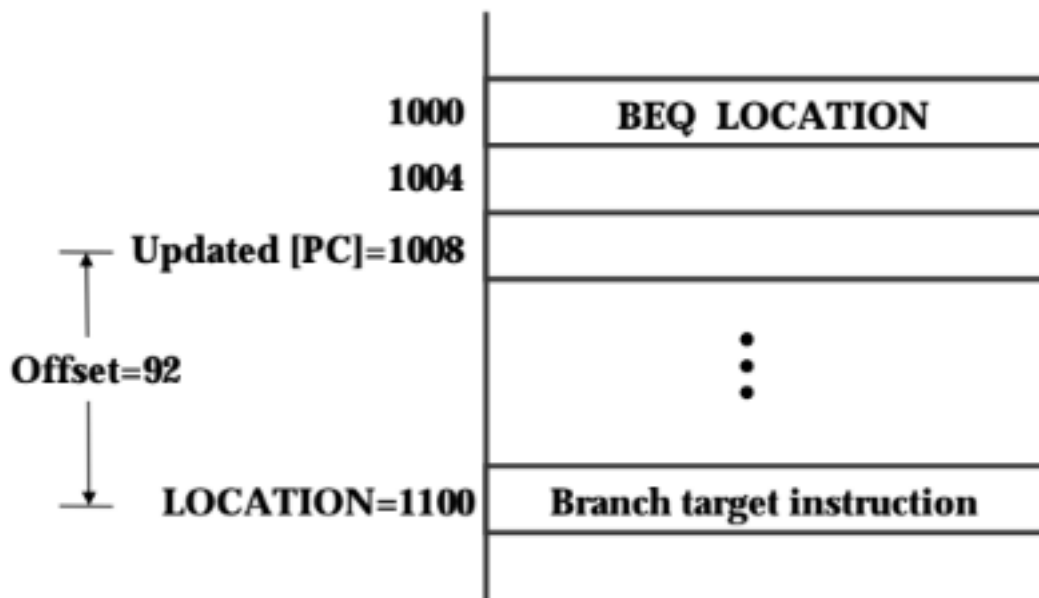 1000 BEQ LOCATION
1004
Updated [PC]=1008
Offset=92
LOCATION=1100 Branch target instruction